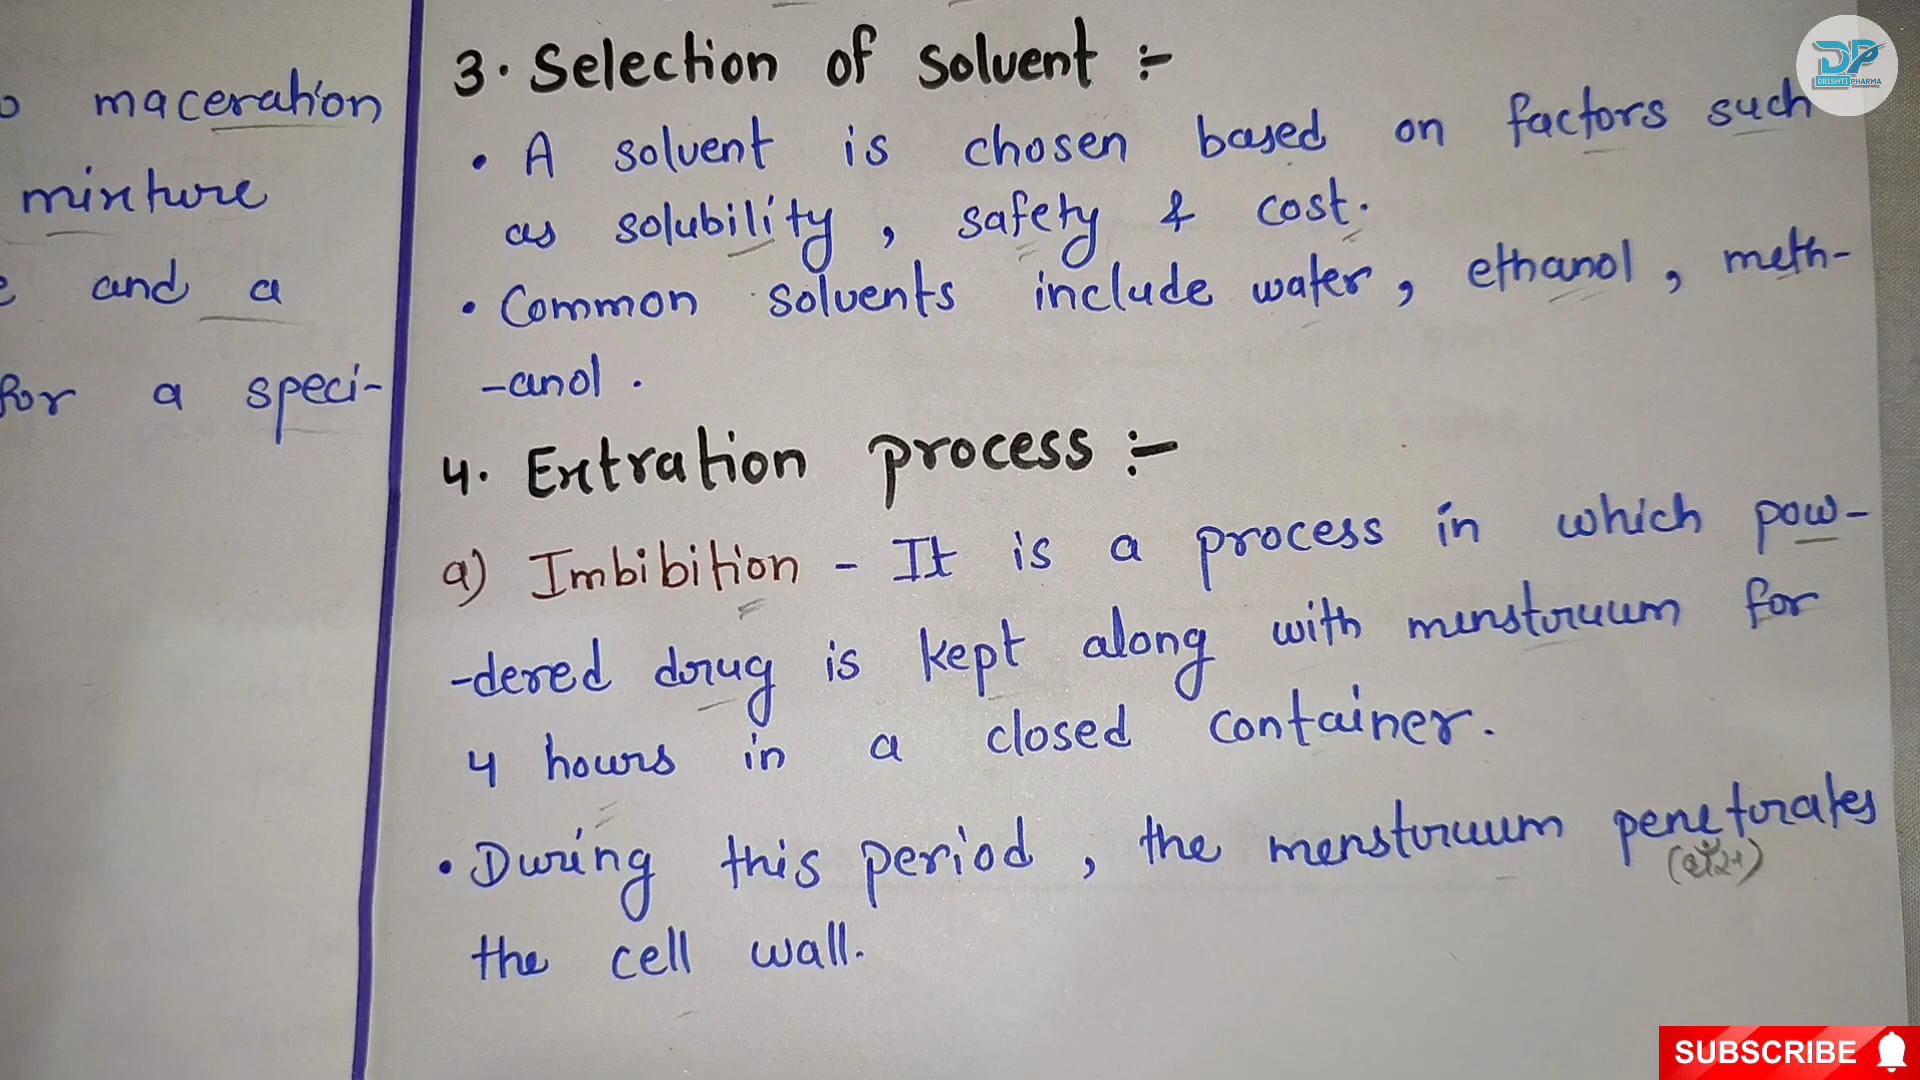 maceration
mixture
and a
for a speci-
3. Selection of solvent :-
• A solvent is chosen based on factors such
as solubility, safety & cost.
• Common solvents include water, ethanol, meth-
-anol.
4. Extration process :-
a) Imbibition - It is a process in which pow-
-dered drug is kept along with menstruum for
4 hours in a closed container.
• During this period, the menstruum penetrates
the cell wall.
DP
DRISHTI PHARMA
SUBSCRIBE